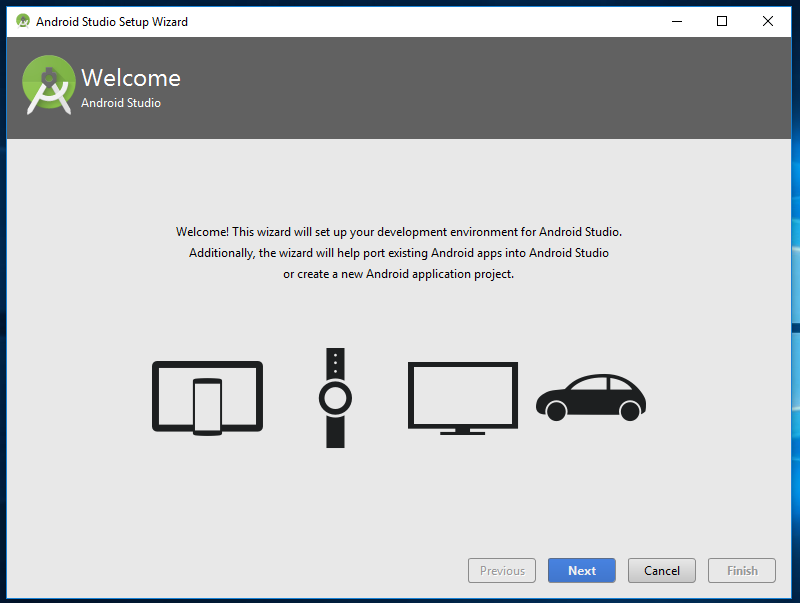 Android Studio Setup Wizard
Welcome
Android Studio
Welcome! This wizard will set up your development environment for Android Studio.
Additionally, the wizard will help port existing Android apps into Android Studio
or create a new Android application project.
Previous
Next
Cancel
Finish